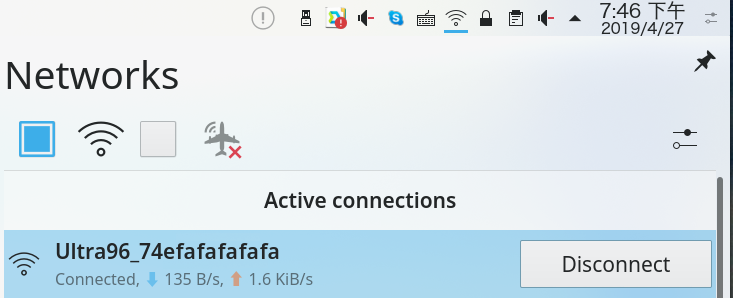 7:46 下午
2019/4/27
Networks
Active connections
Ultra96_74efafafafafa
Connected, 135 B/s, 1.6 KiB/s
Disconnect